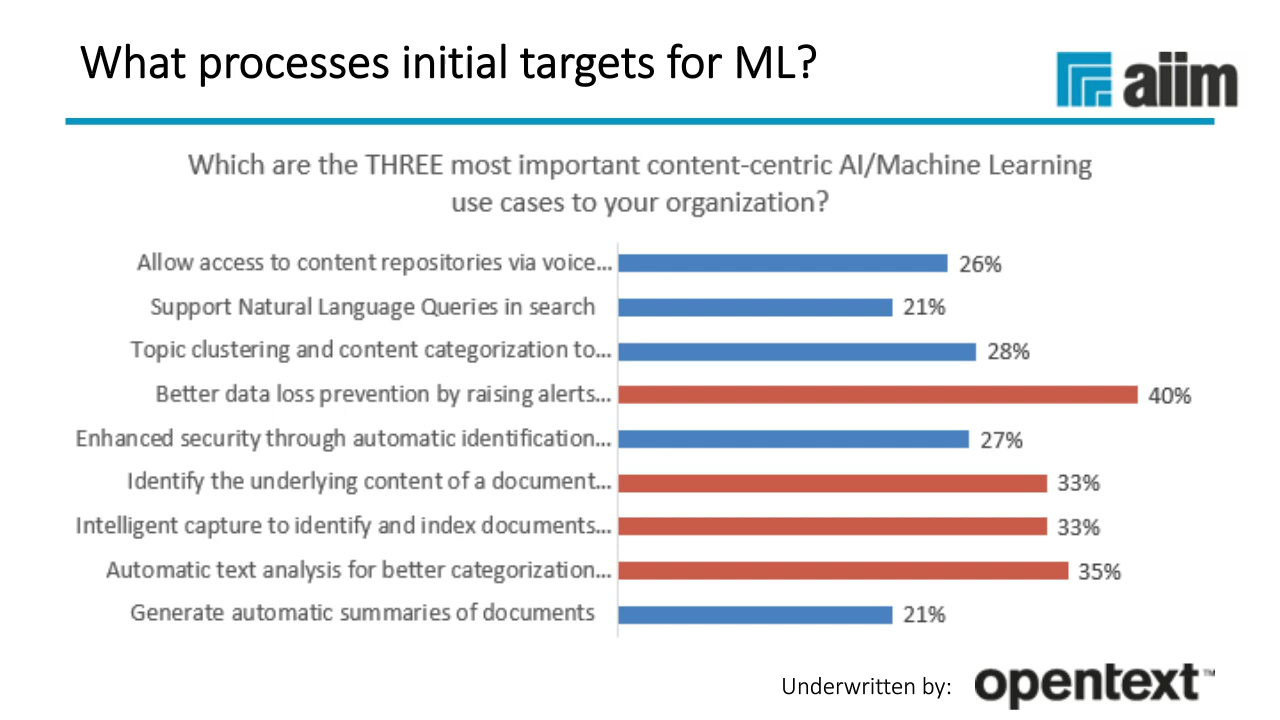 What processes initial targets for ML?
aiim
Which are the THREE most important content-centric AI/Machine Learning
use cases to your organization?
Allow access to content repositories via voice... 26%
Support Natural Language Queries in search 21%
Topic clustering and content categorization to... 28%
Better data loss prevention by raising alerts... 40%
Enhanced security through automatic identification... 27%
Identify the underlying content of a document... 33%
Intelligent capture to identify and index documents... 33%
Automatic text analysis for better categorization... 35%
Generate automatic summaries of documents 21%
Underwritten by: opentext™